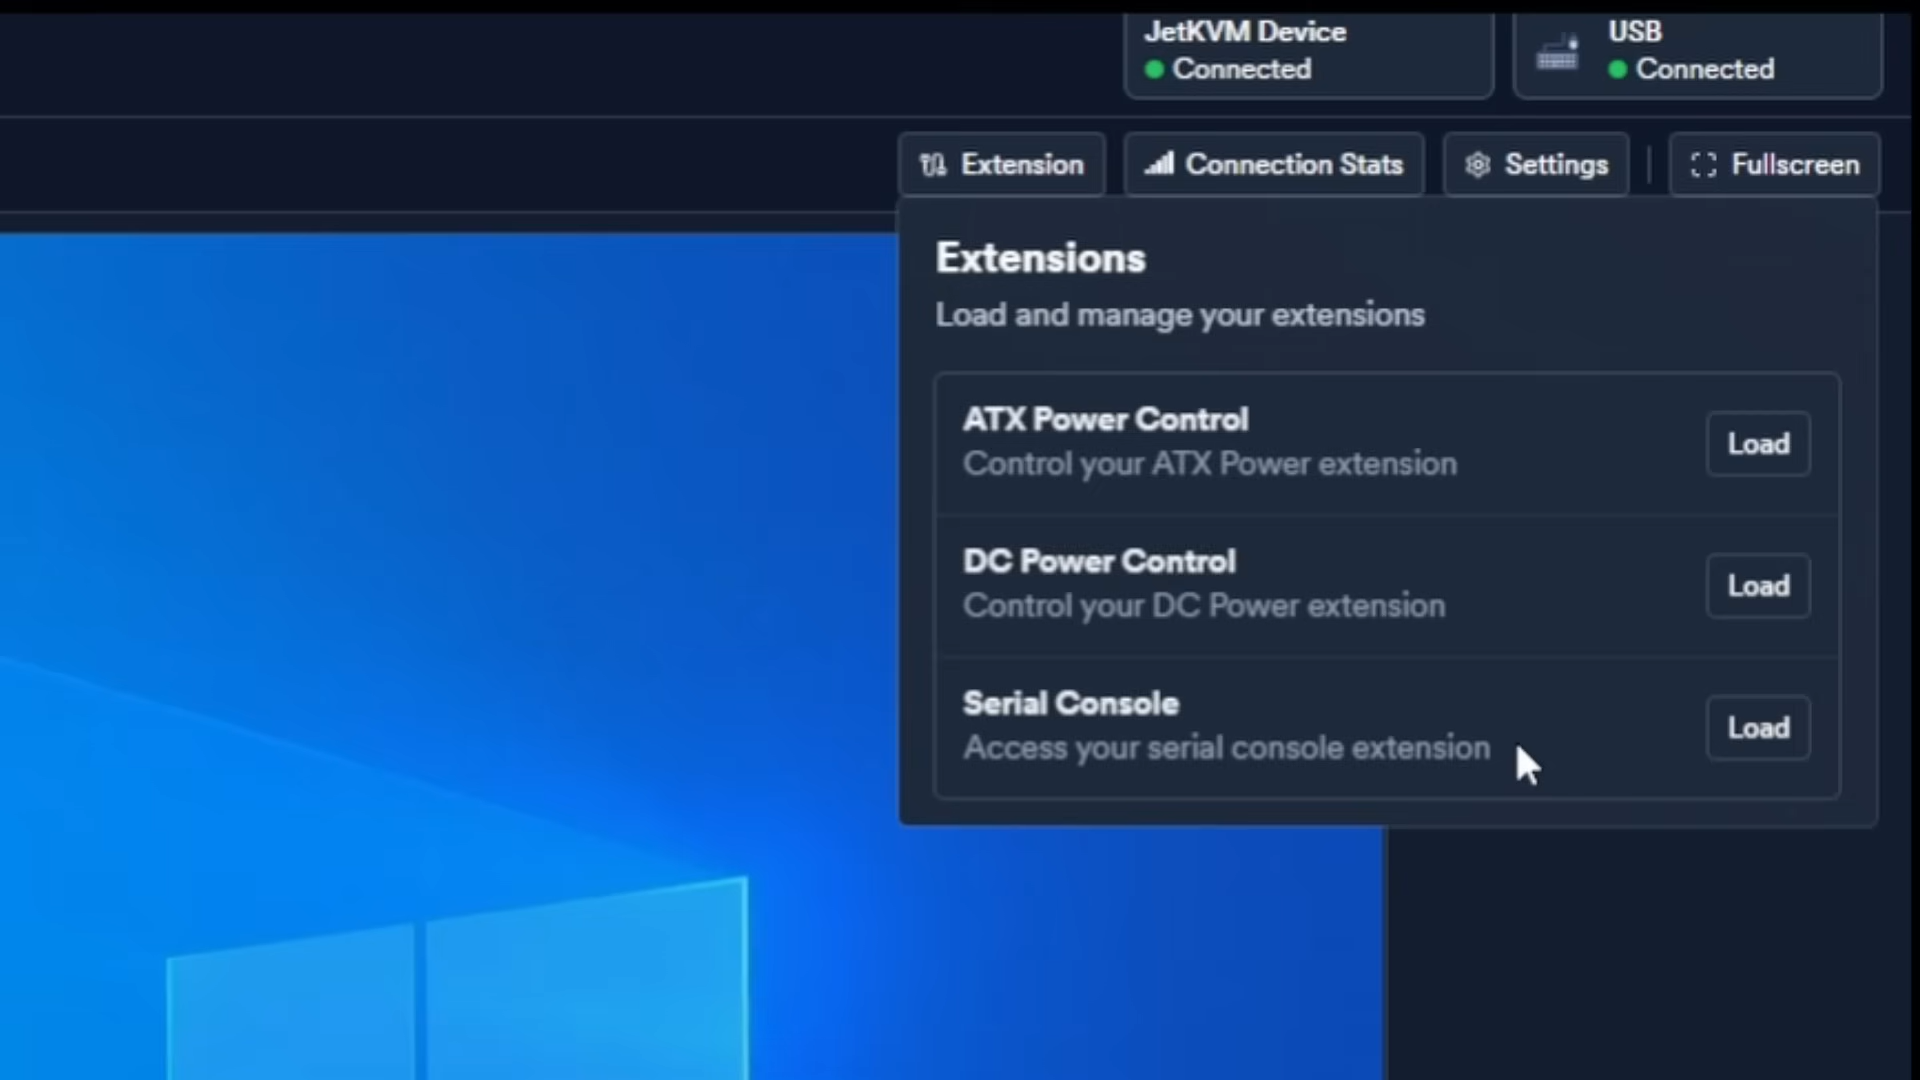 JetKVM Device
Connected
USB
Connected
Extension
Connection Stats
Settings
Fullscreen
Extensions
Load and manage your extensions
ATX Power Control
Control your ATX Power extension
Load
DC Power Control
Control your DC Power extension
Load
Serial Console
Access your serial console extension
Load